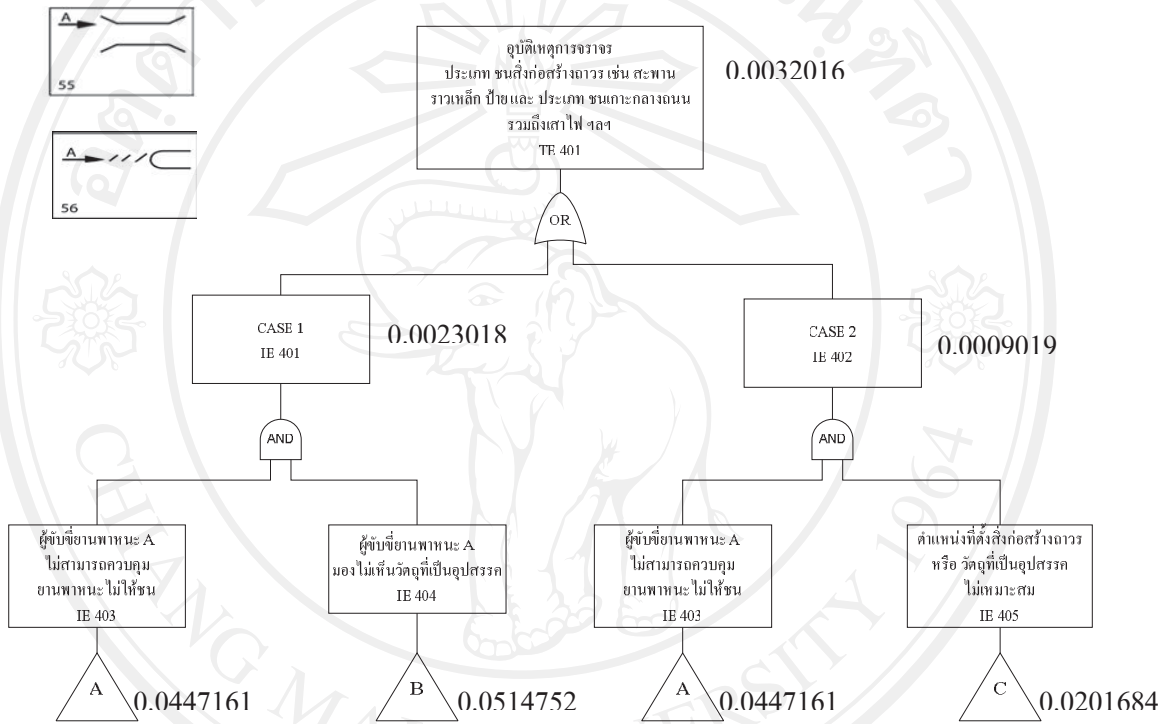 A
55
A
56
อุบัติเหตุการจราจร
ประเภท ชนสิ่งก่อสร้างถาวร เช่น สะพาน
ราวเหล็ก ป้าย และ ประเภท ชนเกาะกลางถนน
รวมถึงเสาไฟ ฯลฯ
TE 401
0.0032016
OR
CASE 1
IE 401
0.0023018
CASE 2
IE 402
0.0009019
AND
AND
ผู้ขับขี่ยานพาหนะ A
ไม่สามารถควบคุม
ยานพาหนะ ไม่ให้ชน
IE 403
ผู้ขับขี่ยานพาหนะ A
มองไม่เห็นวัตถุที่เป็นอุปสรรค
IE 404
ผู้ขับขี่ยานพาหนะ A
ไม่สามารถควบคุม
ยานพาหนะ ไม่ให้ชน
IE 403
ตำแหน่งที่ตั้งสิ่งก่อสร้างถาวร
หรือ วัตถุที่เป็นอุปสรรค
ไม่เหมาะสม
IE 405
A
0.0447161
B
0.0514752
A
0.0447161
C
0.0201684